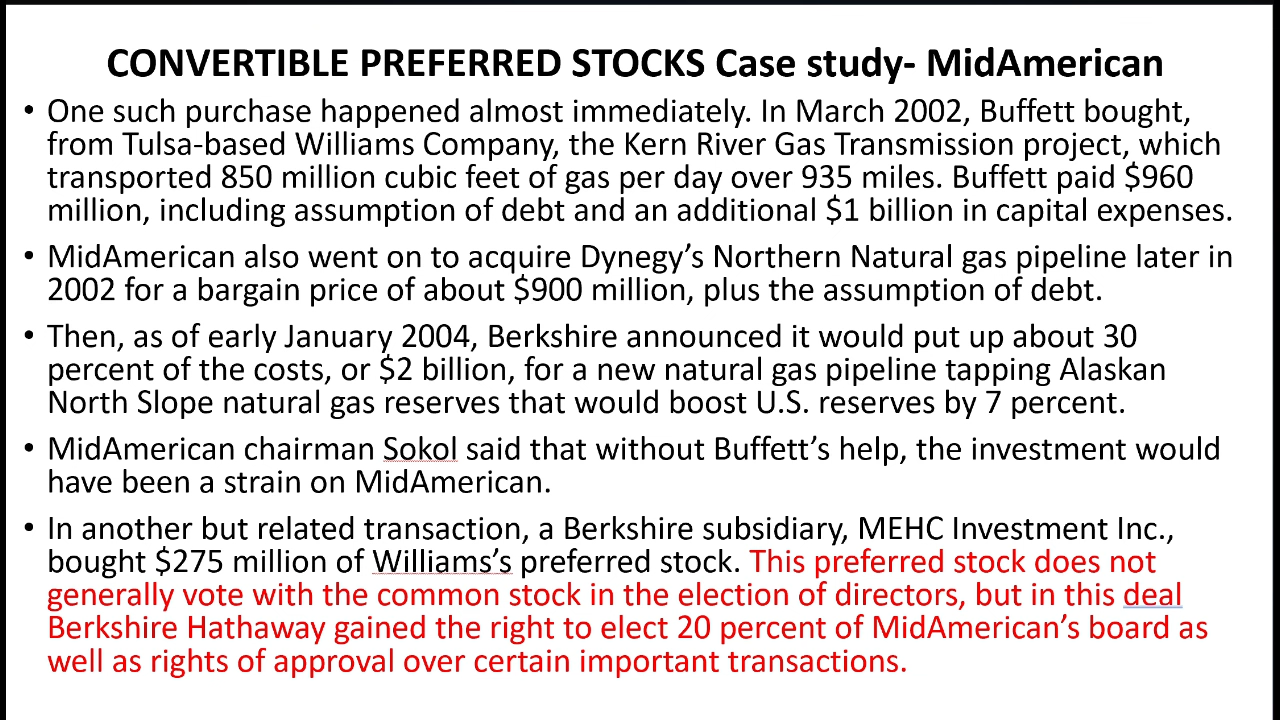 CONVERTIBLE PREFERRED STOCKS Case study- MidAmerican
• One such purchase happened almost immediately. In March 2002, Buffett bought,
from Tulsa-based Williams Company, the Kern River Gas Transmission project, which
transported 850 million cubic feet of gas per day over 935 miles. Buffett paid $960
million, including assumption of debt and an additional $1 billion in capital expenses.
• MidAmerican also went on to acquire Dynegy’s Northern Natural gas pipeline later in
2002 for a bargain price of about $900 million, plus the assumption of debt.
• Then, as of early January 2004, Berkshire announced it would put up about 30
percent of the costs, or $2 billion, for a new natural gas pipeline tapping Alaskan
North Slope natural gas reserves that would boost U.S. reserves by 7 percent.
• MidAmerican chairman Sokol said that without Buffett’s help, the investment would
have been a strain on MidAmerican.
• In another but related transaction, a Berkshire subsidiary, MEHC Investment Inc.,
bought $275 million of Williams’s preferred stock. This preferred stock does not
generally vote with the common stock in the election of directors, but in this deal
Berkshire Hathaway gained the right to elect 20 percent of MidAmerican’s board as
well as rights of approval over certain important transactions.